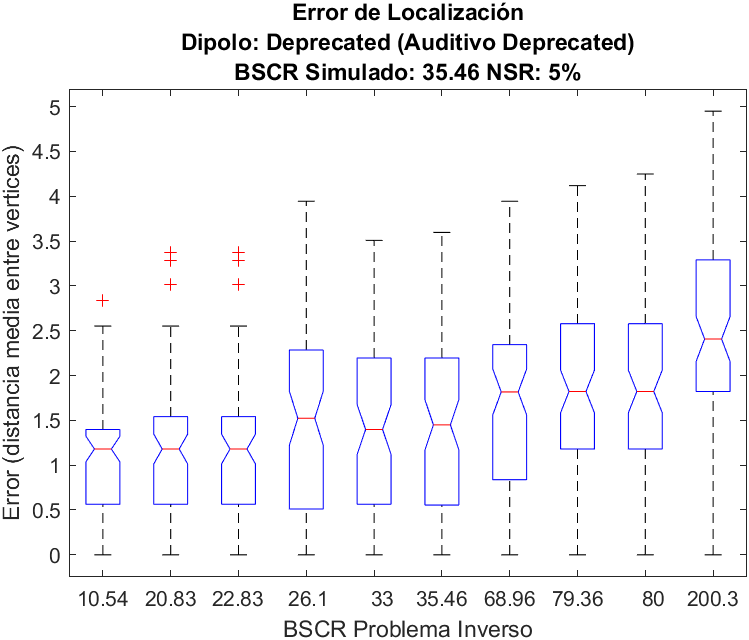 Error de Localización
Dipolo: Deprecated (Auditivo Deprecated)
BSCR Simulado: 35.46 NSR: 5%
Error (distancia media entre vertices)
5
4.5
4
3.5
3
2.5
2
1.5
1
0.5
0
10.54 20.83 22.83 26.1 33 35.46 68.96 79.36 80 200.3
BSCR Problema Inverso